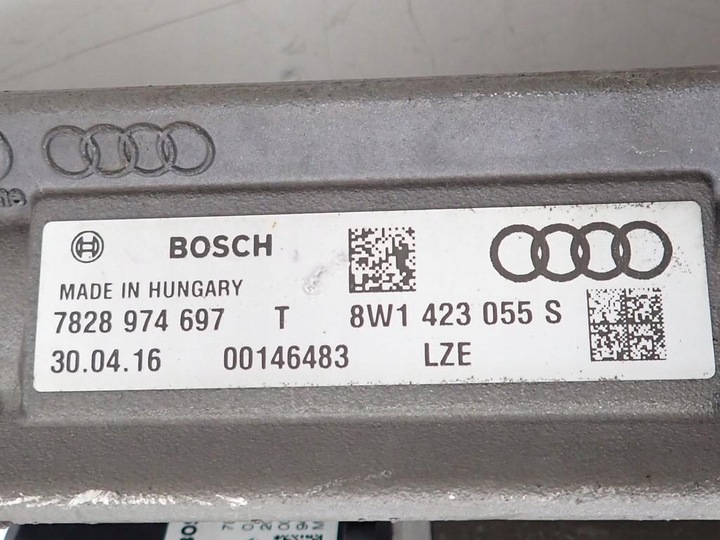 BOSCH
MADE IN HUNGARY
7828 974 697 T 8W1 423 055 S
30.04.16 00146483 LZE